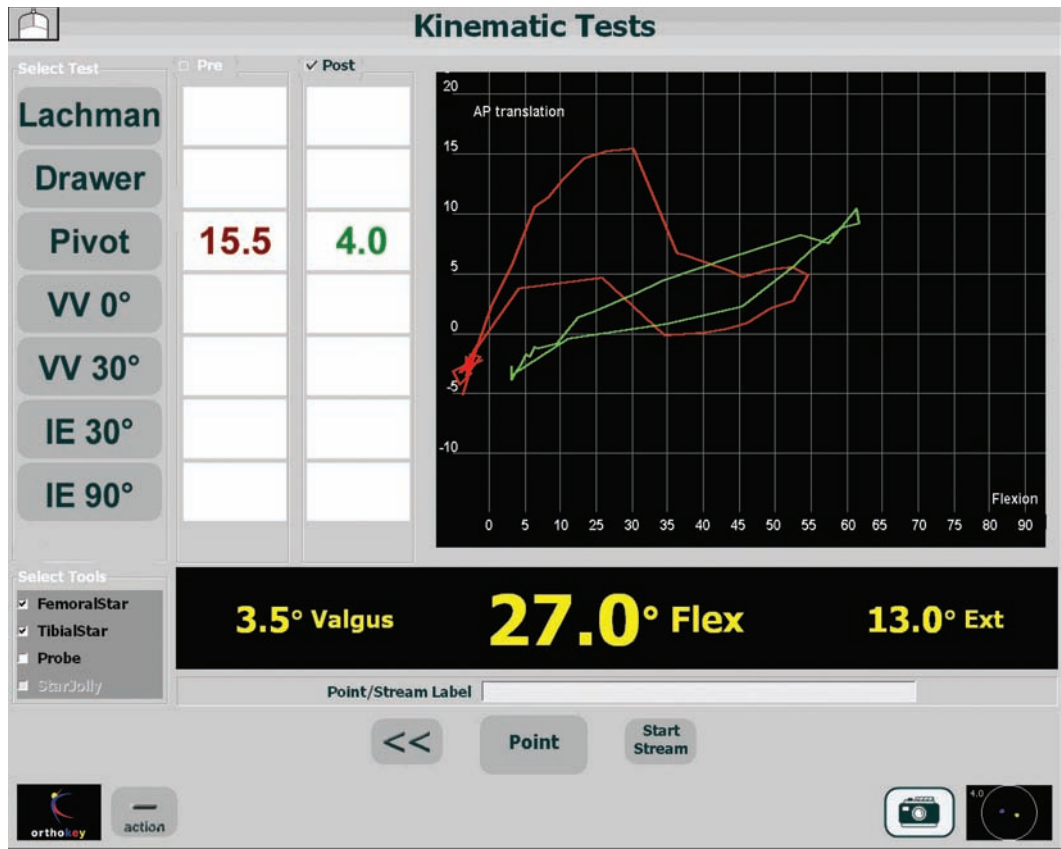 Kinematic Tests
Select Test
Pre
Post
Lachman
Drawer
Pivot
15.5
4.0
VV 0°
VV 30°
IE 30°
IE 90°
20
AP translation
15
10
5
0
-5
-10
Flexion
0 5 10 25 30 35 40 45 50 55 60 65 70 75 80 90
Select Tools
FemoralStar
TibialStar
Probe
StarJolly
3.5° Valgus
27.0° Flex
13.0° Ext
Point/Stream Label
<<
Point
Start
Stream
orthokey
action
4.0